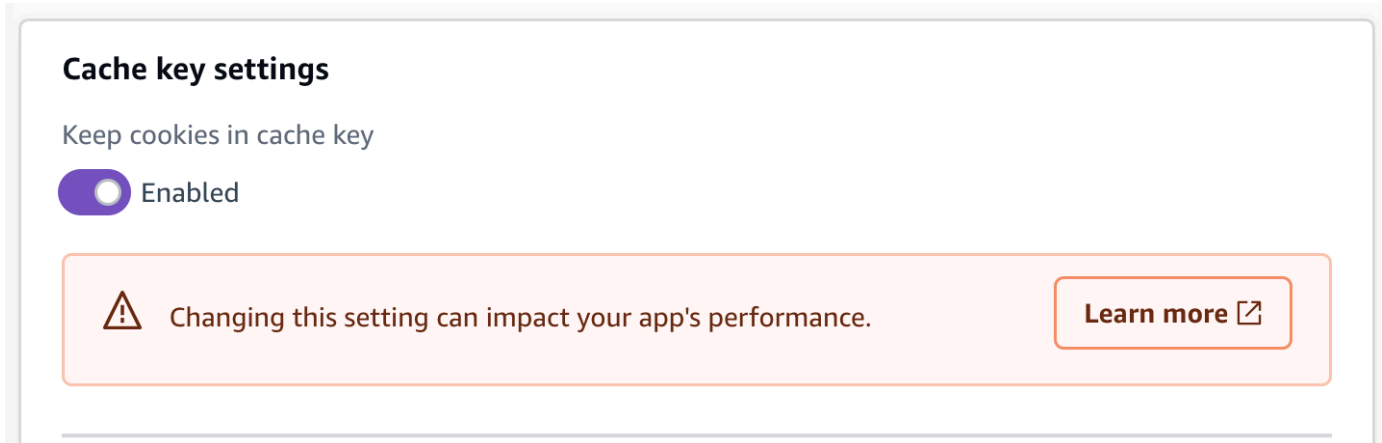 Cache key settings
Keep cookies in cache key
Enabled
Changing this setting can impact your app's performance.
Learn more